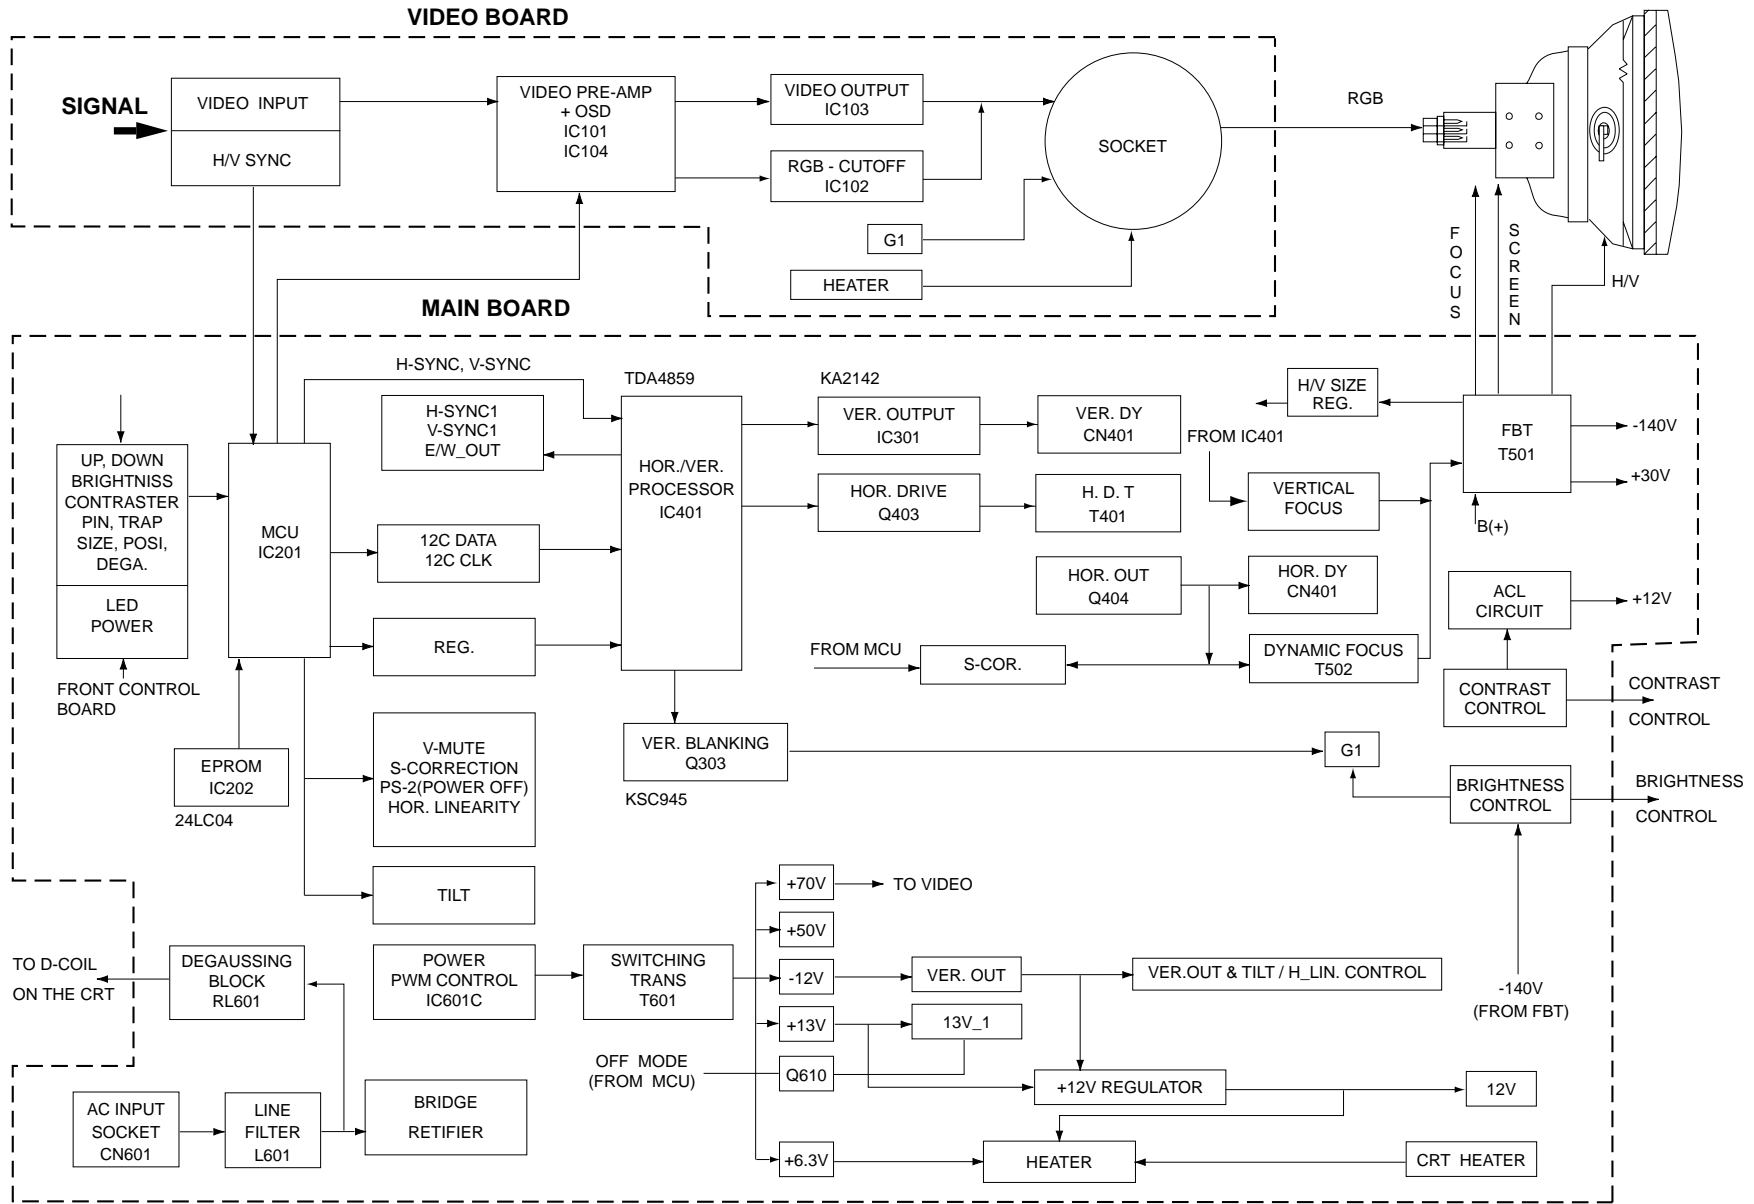 VIDEO BOARD
SIGNAL
VIDEO INPUT
H/V SYNC
VIDEO PRE-AMP
+ OSD
IC101
IC104
VIDEO OUTPUT
IC103
RGB - CUTOFF
IC102
G1
HEATER
SOCKET
RGB
FOCUS
SCREEN
H/V
MAIN BOARD
H-SYNC, V-SYNC
UP, DOWN
BRIGHTNISS
CONTRASTER
PIN, TRAP
SIZE, POSI,
DEGA.
LED
POWER
FRONT CONTROL
BOARD
MCU
IC201
EPROM
IC202
24LC04
H-SYNC1
V-SYNC1
E/W_OUT
12C DATA
12C CLK
REG.
V-MUTE
S-CORRECTION
PS-2(POWER OFF)
HOR. LINEARITY
TILT
TDA4859
HOR./VER.
PROCESSOR
IC401
KA2142
VER. OUTPUT
IC301
VER. DY
CN401
HOR. DRIVE
Q403
H. D. T
T401
HOR. OUT
Q404
HOR. DY
CN401
FROM MCU
S-COR.
DYNAMIC FOCUS
T502
FROM IC401
VERTICAL
FOCUS
H/V SIZE
REG.
FBT
T501
-140V
+30V
B(+)
ACL
CIRCUIT
+12V
CONTRAST
CONTROL
CONTRAST
CONTROL
VER. BLANKING
Q303
KSC945
G1
BRIGHTNESS
CONTROL
BRIGHTNESS
CONTROL
-140V
(FROM FBT)
TO D-COIL
ON THE CRT
DEGAUSSING
BLOCK
RL601
POWER
PWM CONTROL
IC601C
SWITCHING
TRANS
T601
+70V
TO VIDEO
+50V
-12V
VER. OUT
VER.OUT & TILT / H_LIN. CONTROL
+13V
13V_1
OFF MODE
(FROM MCU)
Q610
+12V REGULATOR
12V
+6.3V
HEATER
CRT HEATER
AC INPUT
SOCKET
CN601
LINE
FILTER
L601
BRIDGE
RETIFIER